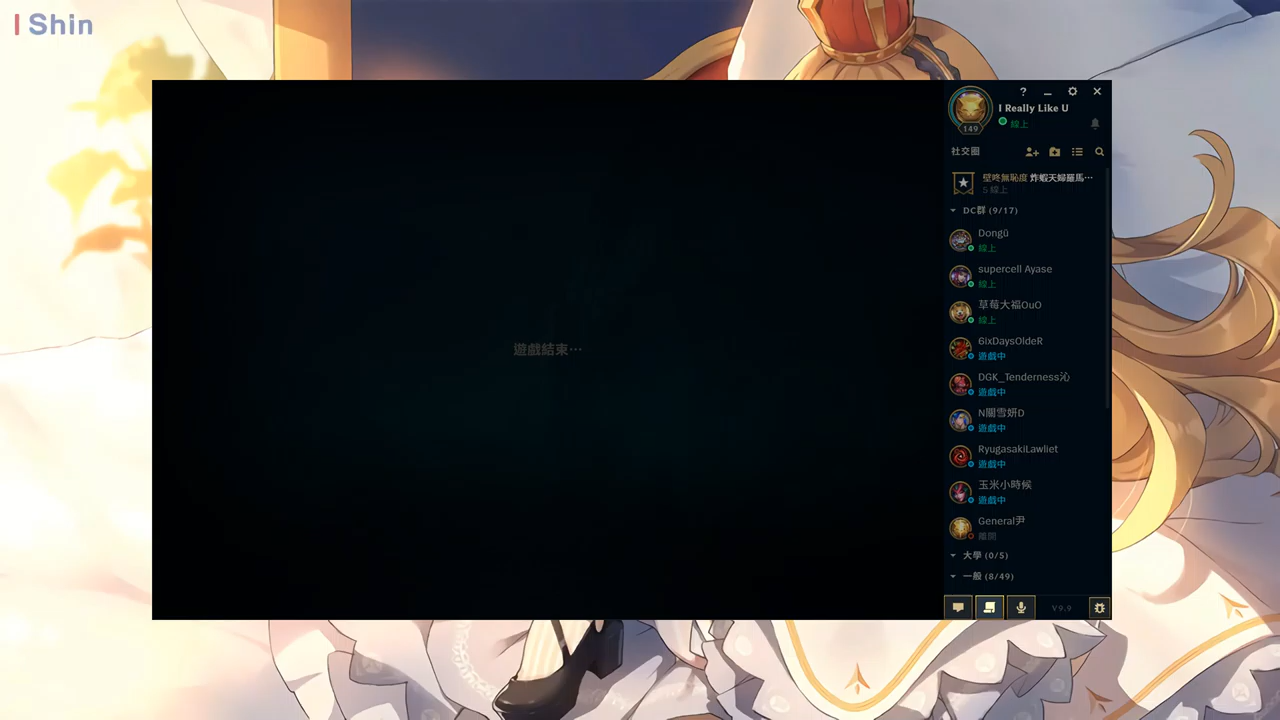 Shin
I Really Like U
149
線上
社交圈
壁咚無恥度 炸蝦天婦羅馬…
5 線上
DC群 (9/17)
Dongü
線上
supercell Ayase
線上
草莓大福OuO
線上
6ixDaysOldeR
遊戲中
遊戲結束…
DGK_Tenderness沁
遊戲中
N關雪妍D
遊戲中
RyugasakiLawliet
遊戲中
玉米小時候
遊戲中
General尹
離開
大學 (0/5)
一般 (8/49)
V9.9